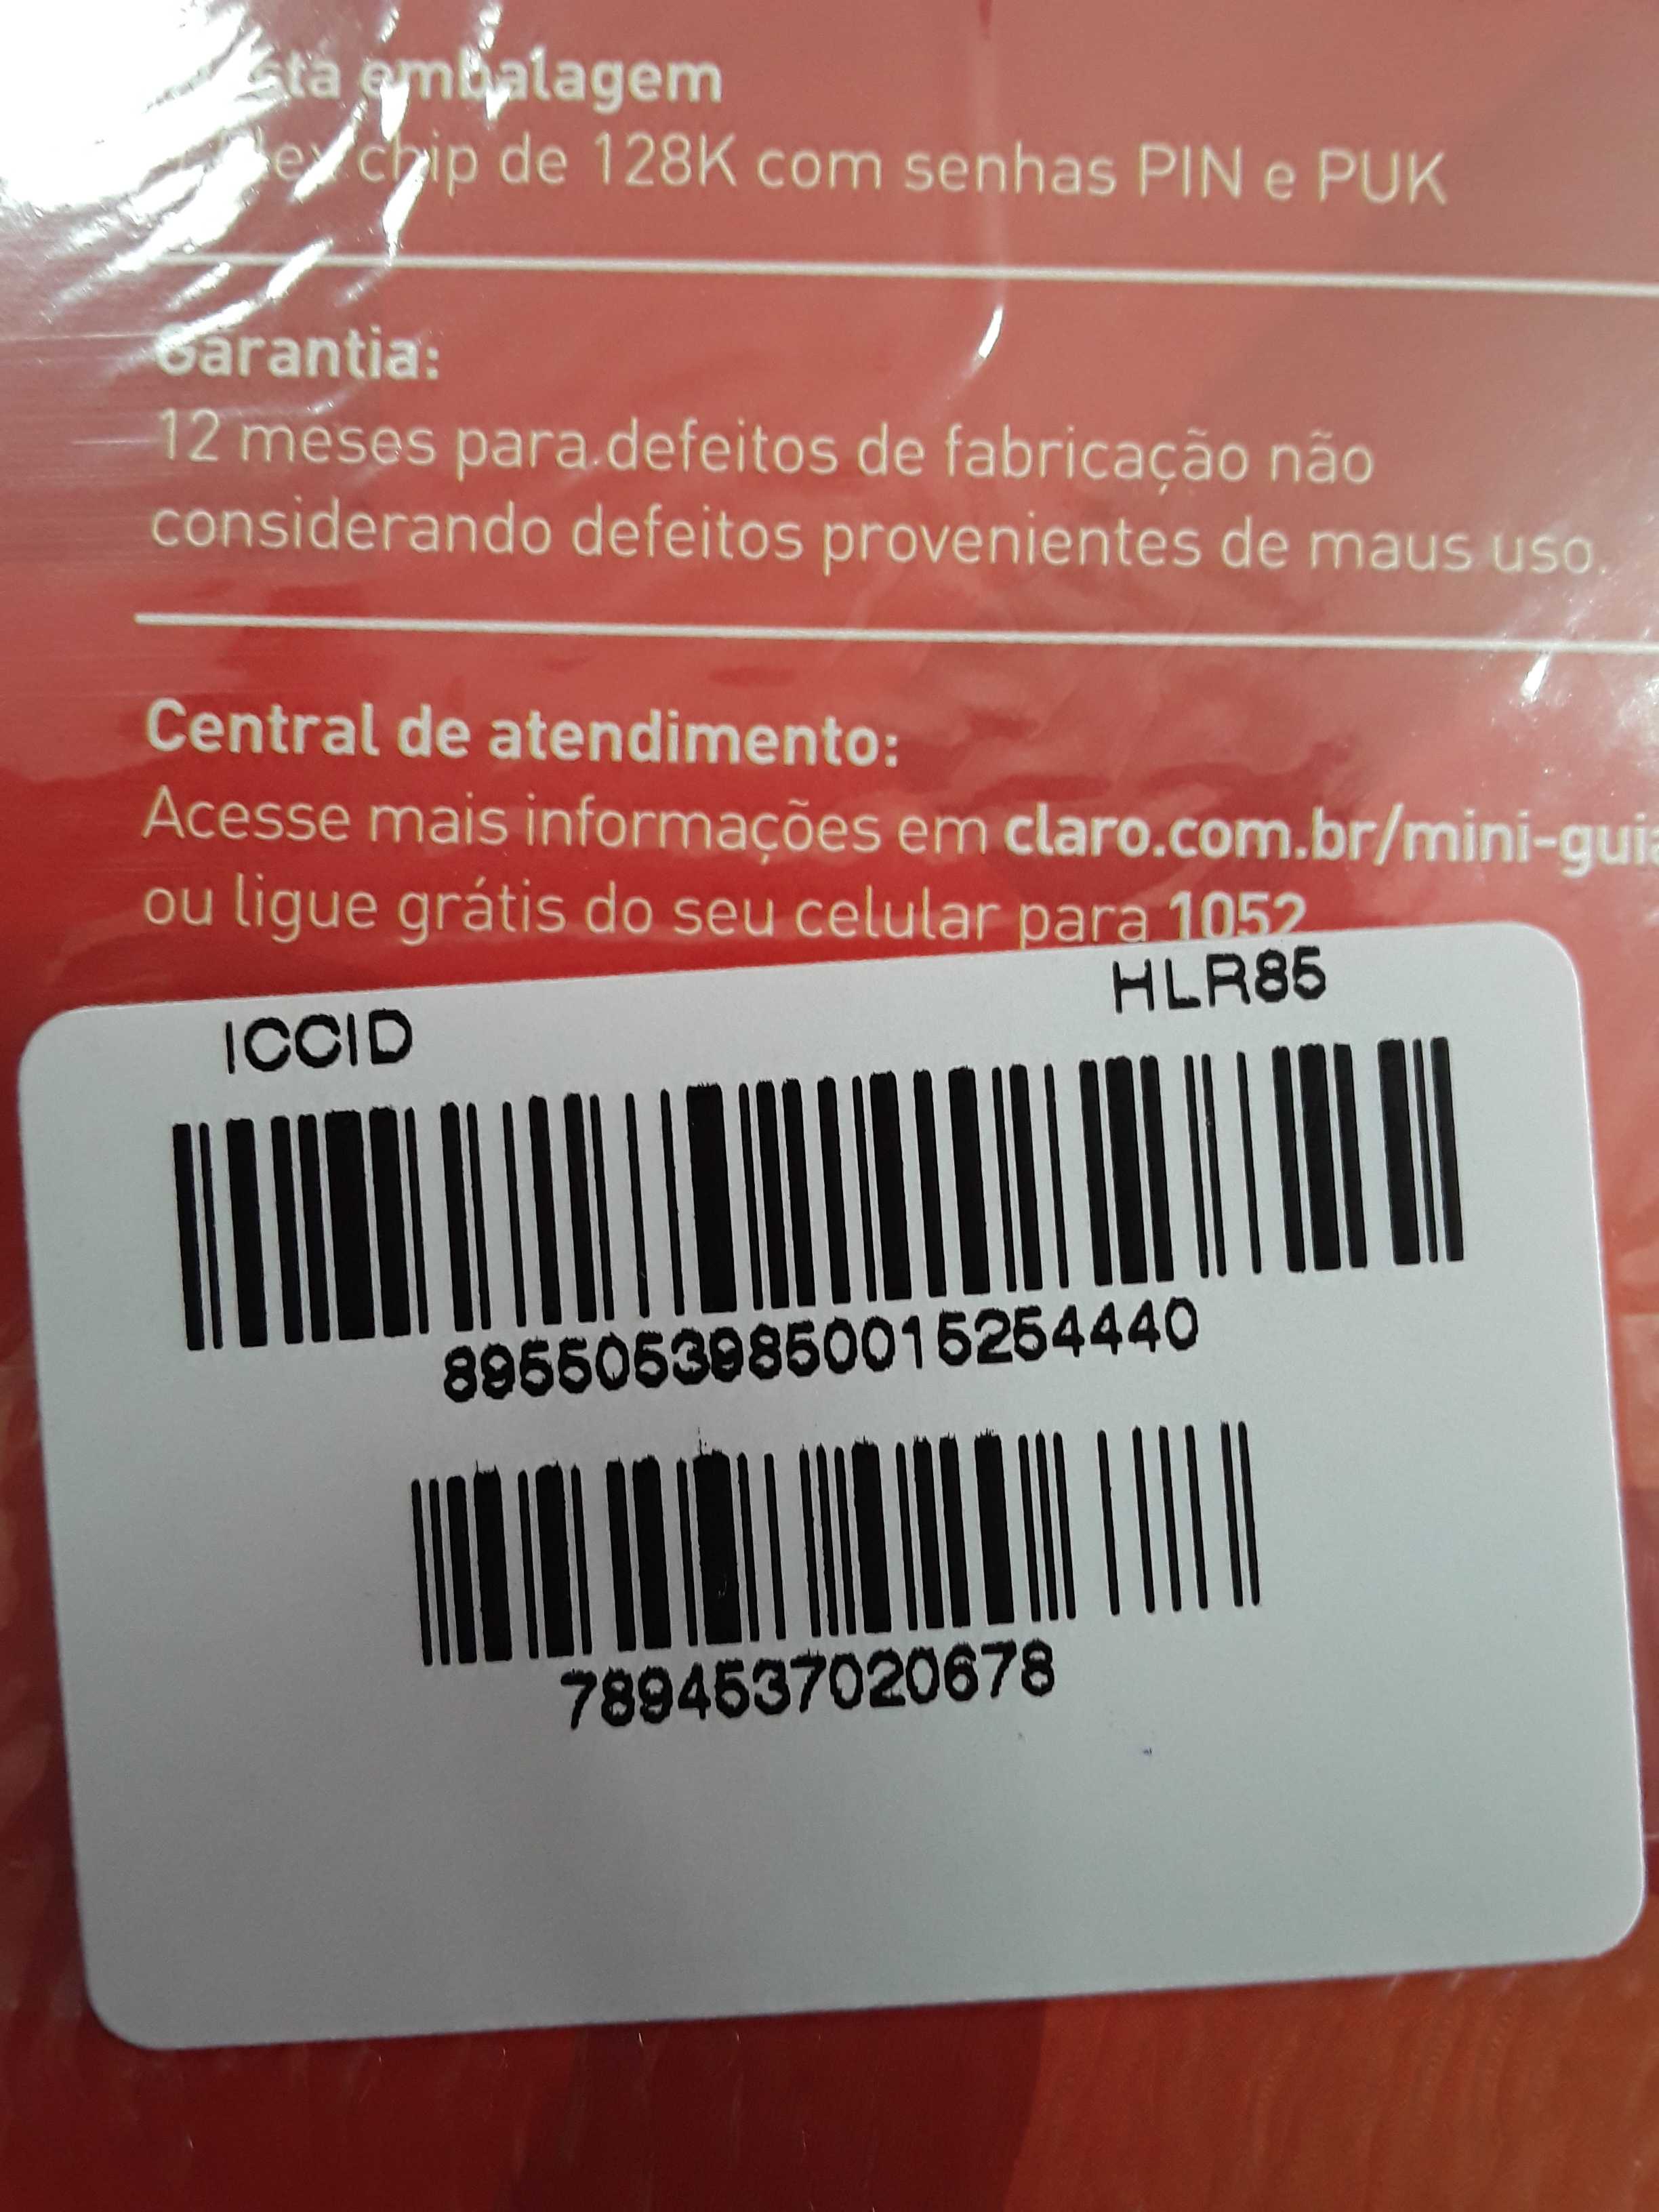 embalagem
chip de 128K com senhas PIN e PUK
Garantia:
12 meses para defeitos de fabricação não
considerando defeitos provenientes de maus uso.
Central de atendimento:
Acesse mais informações em claro.com.br/mini-guia
ou ligue grátis do seu celular para 1052
ICCID HLR85
89550539850015254440
7894537020678